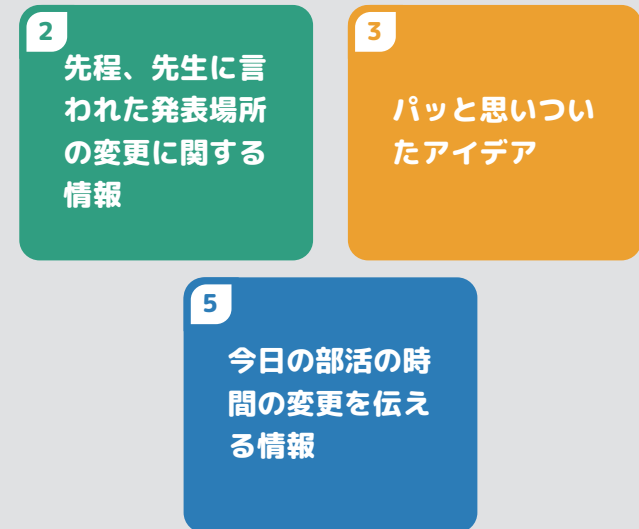 2
先程、先生に言
われた発表場所
の変更に関する
情報
3
パッと思いつい
たアイデア
5
今日の部活の時
間の変更を伝え
る情報